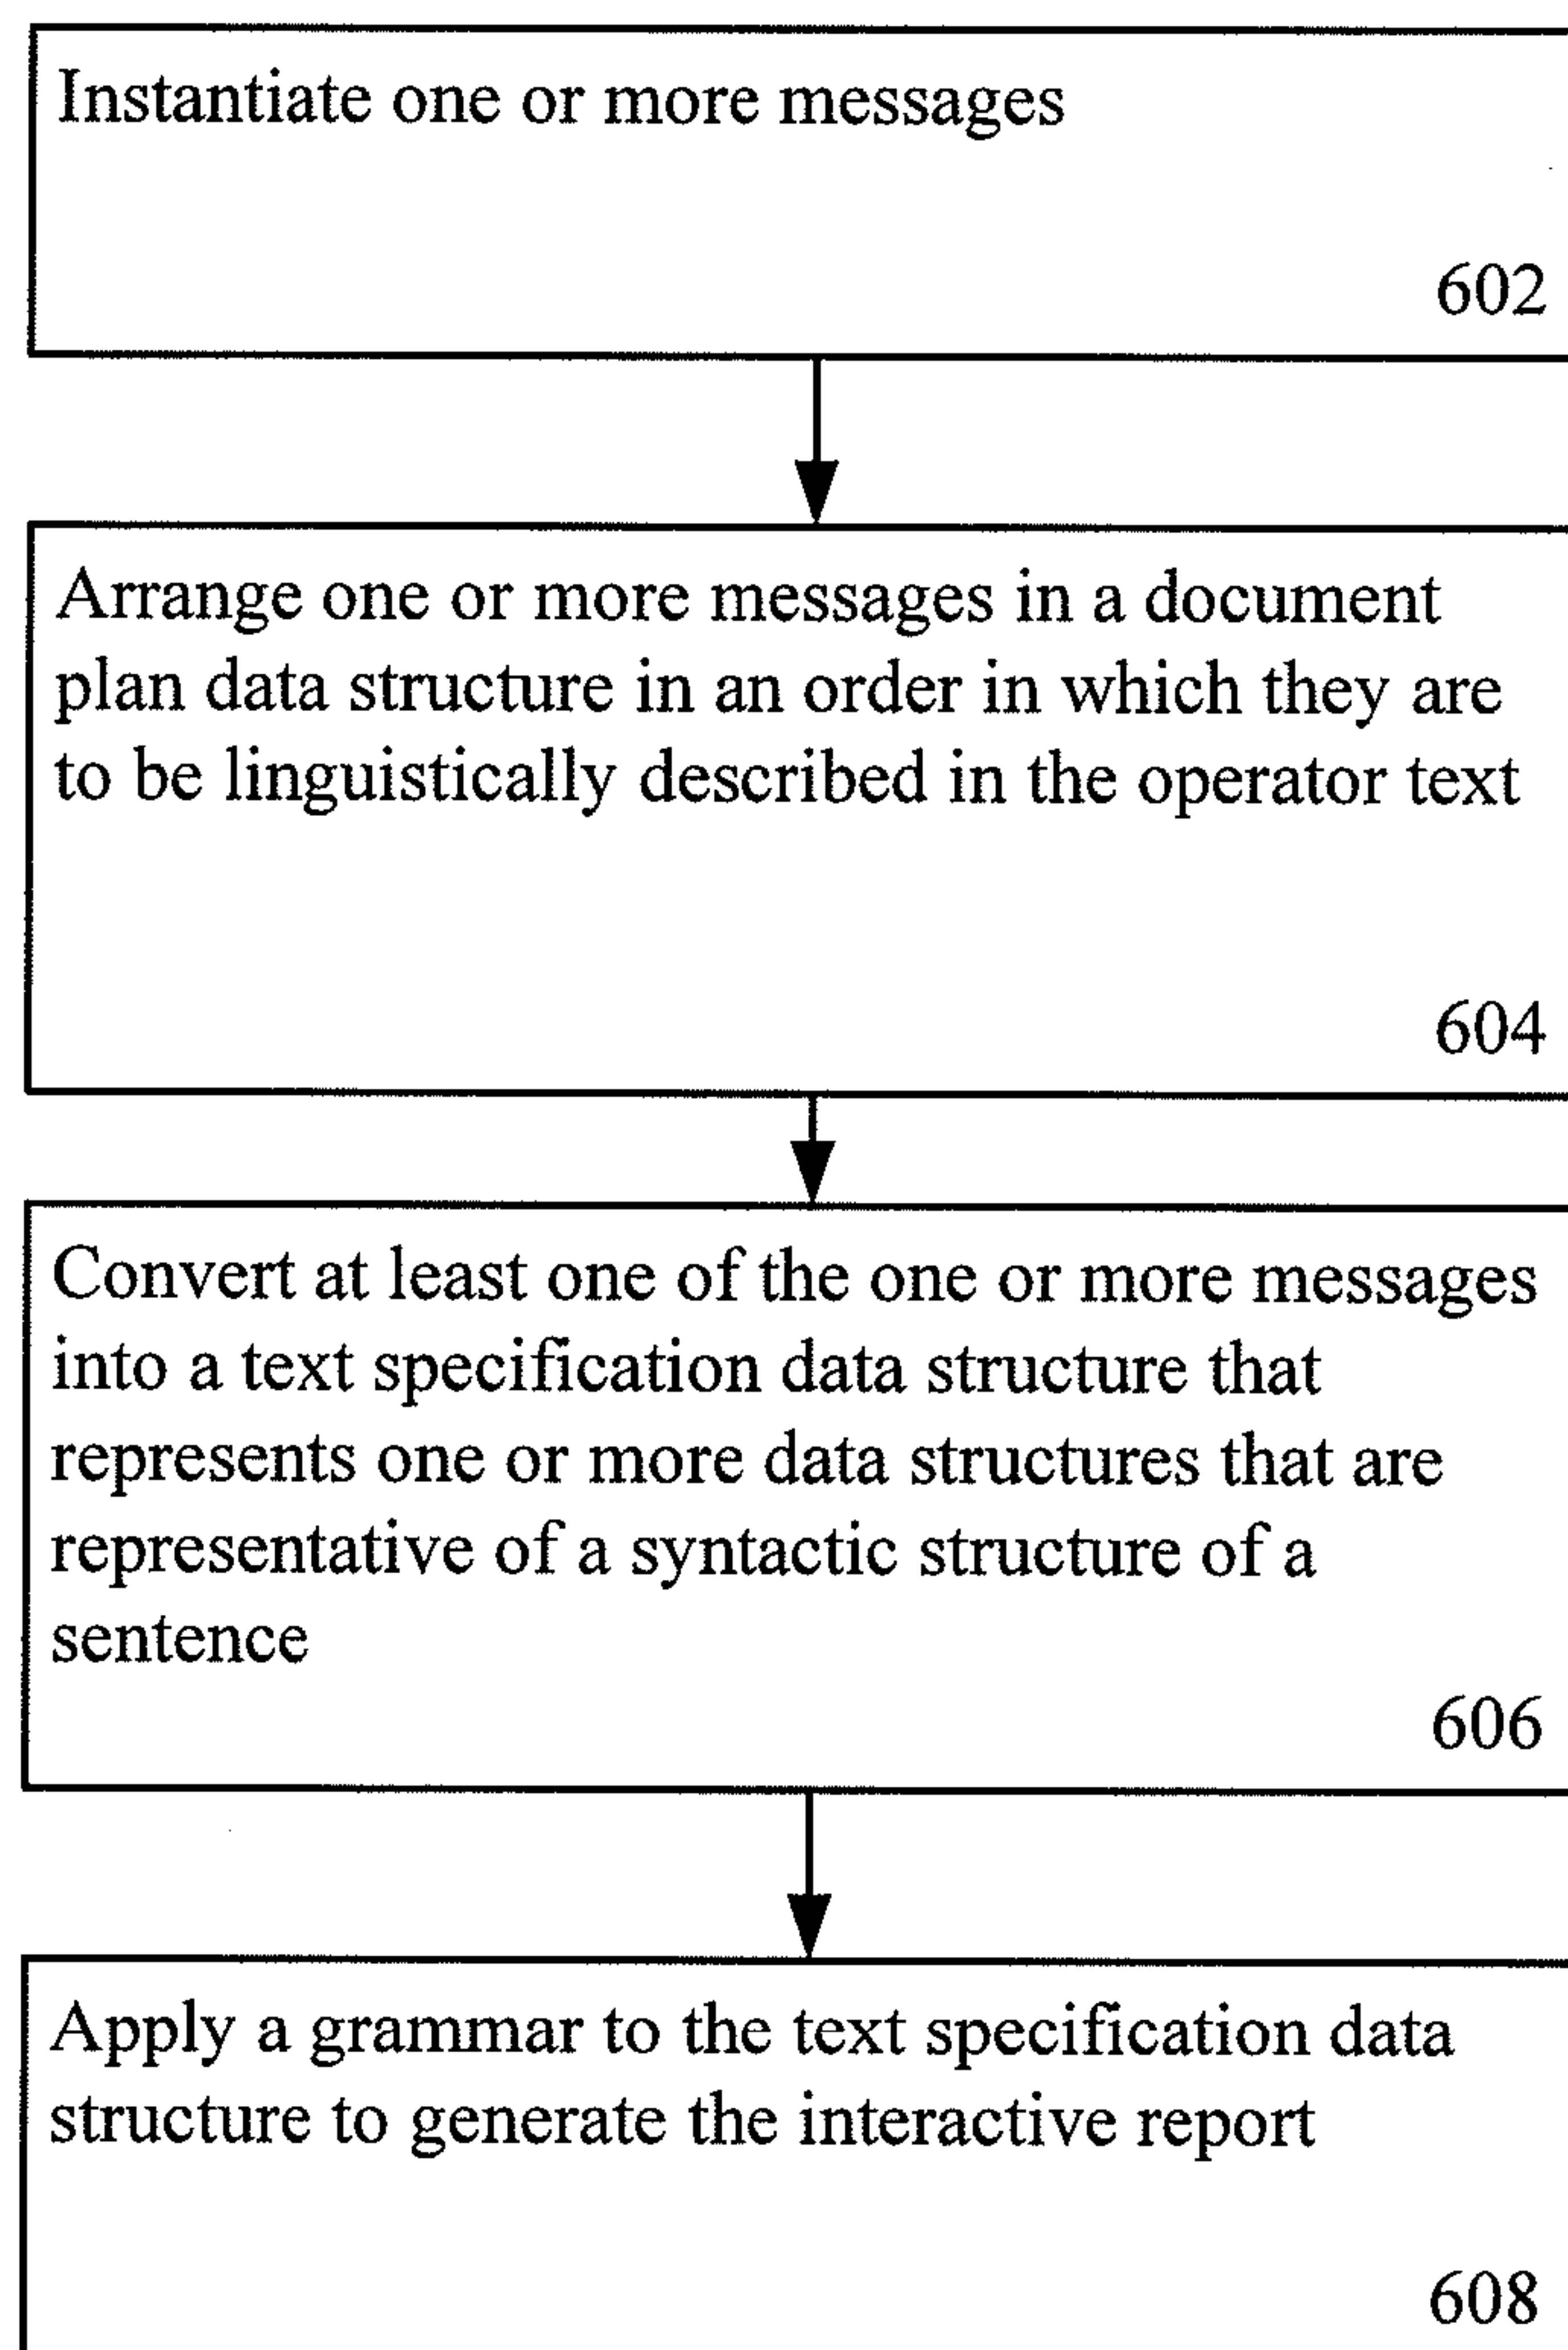 Instantiate one or more messages
602
Arrange one or more messages in a document
plan data structure in an order in which they are
to be linguistically described in the operator text
604
Convert at least one of the one or more messages
into a text specification data structure that
represents one or more data structures that are
representative of a syntactic structure of a
sentence
606
Apply a grammar to the text specification data
structure to generate the interactive report
608